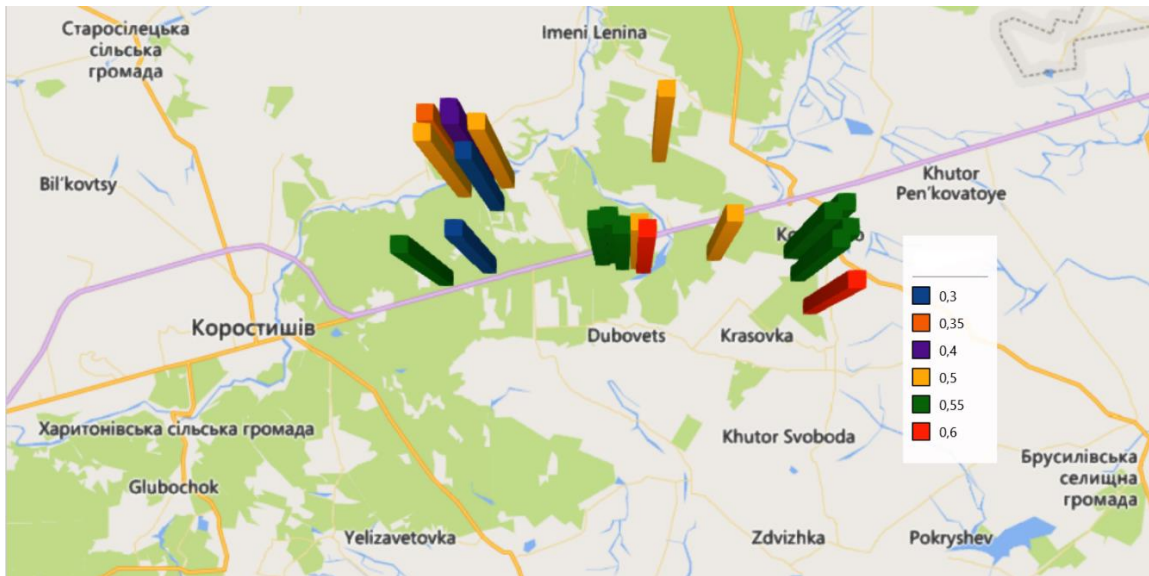 Старосілецька
сільська
громада
Imeni Lenina
Bil'kovtsy
Khutor
Pen'kovatoye
0,3
0,35
0,4
0,5
0,55
0,6
Коростишів
Dubovets
Krasovka
Харитонівська сільська громада
Khutor Svoboda
Брусилівська
селищна
громада
Glubochok
Yelizavetovka
Zdvizhka
Pokryshev